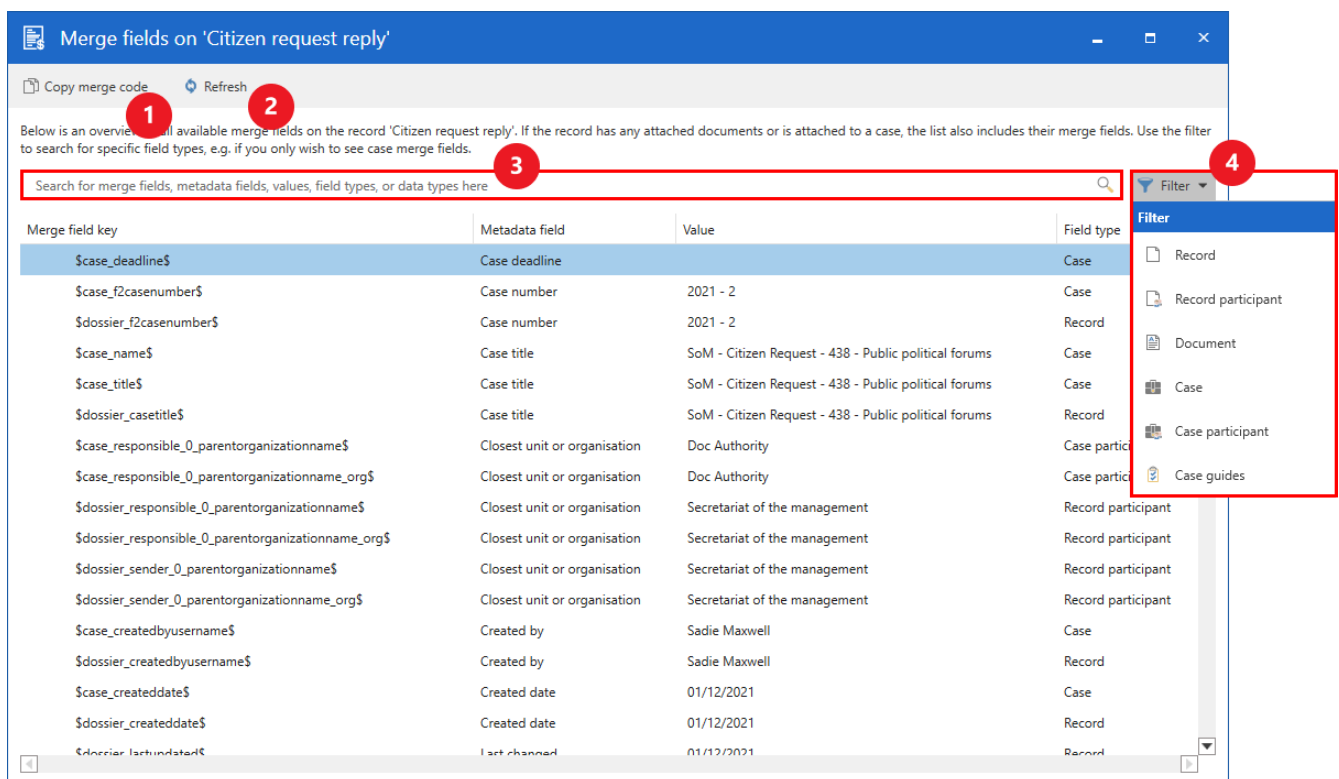 Merge fields on 'Citizen request reply'
Copy merge code Refresh
1 2
Below is an overview all available merge fields on the record 'Citizen request reply'. If the record has any attached documents or is attached to a case, the list also includes their merge fields. Use the filter
to search for specific field types, e.g. if you only wish to see case merge fields.
3 4
Search for merge fields, metadata fields, values, field types, or data types here Filter
Merge field key Metadata field Value Field type
$case_deadline$ Case deadline Case
$case_f2casenumber$ Case number 2021 - 2 Case
$dossier_f2casenumber$ Case number 2021 - 2 Record
$case_name$ Case title SoM - Citizen Request - 438 - Public political forums Case
$case_title$ Case title SoM - Citizen Request - 438 - Public political forums Case
$dossier_casetitle$ Case title SoM - Citizen Request - 438 - Public political forums Record
$case_responsible_0_parentorganizationname$ Closest unit or organisation Doc Authority Case partici
$case_responsible_0_parentorganizationname_org$ Closest unit or organisation Doc Authority Case partici
$dossier_responsible_0_parentorganizationname$ Closest unit or organisation Secretariat of the management Record participant
$dossier_responsible_0_parentorganizationname_org$ Closest unit or organisation Secretariat of the management Record participant
$dossier_sender_0_parentorganizationname$ Closest unit or organisation Secretariat of the management Record participant
$dossier_sender_0_parentorganizationname_org$ Closest unit or organisation Secretariat of the management Record participant
$case_createdbyusername$ Created by Sadie Maxwell Case
$dossier_createdbyusername$ Created by Sadie Maxwell Record
$case_createddate$ Created date 01/12/2021 Case
$dossier_createddate$ Created date 01/12/2021 Record
$dossier_lastupdated$ Last changed 01/12/2021 Record
Filter
Record
Record participant
Document
Case
Case participant
Case guides